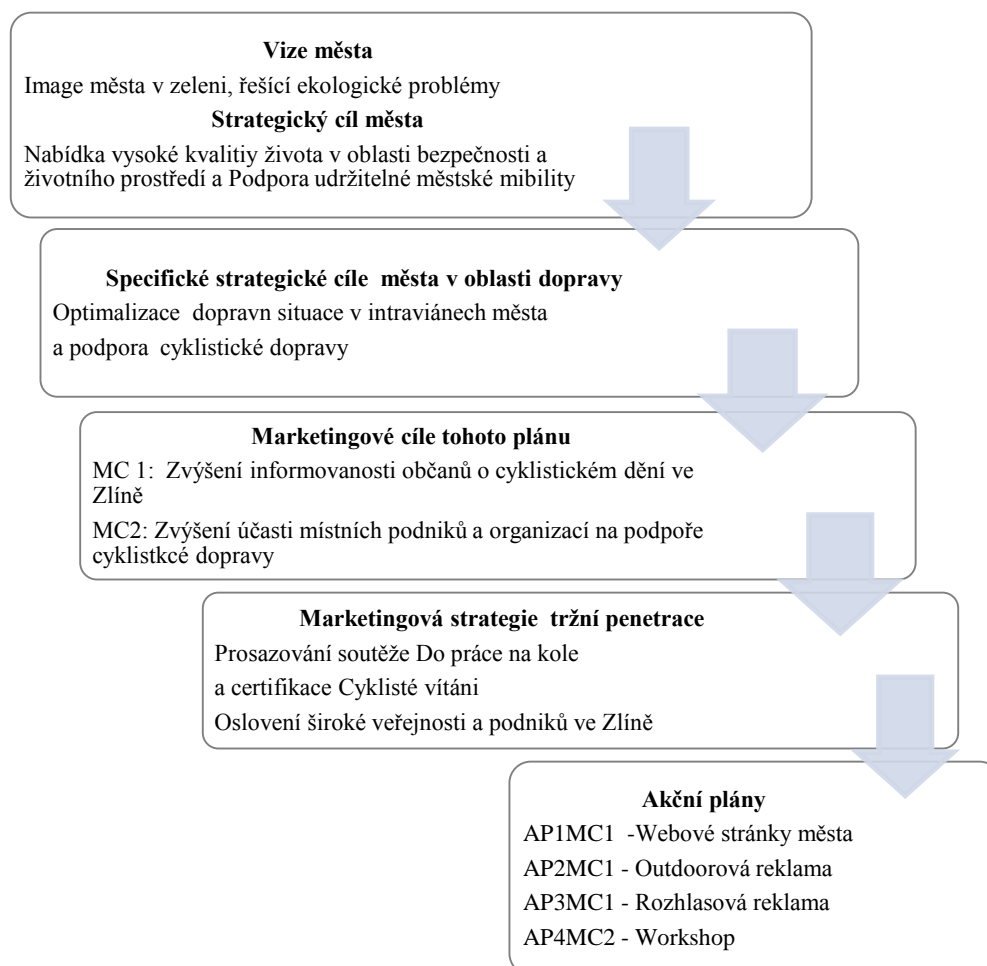 Vize města
Image města v zeleni, řešící ekologické problémy
Strategický cíl města
Nabídka vysoké kvalitiy života v oblasti bezpečnosti a
životního prostředí a Podpora udržitelné městské mibility
Specifické strategické cíle města v oblasti dopravy
Optimalizace dopravn situace v intraviánech města
a podpora cyklistické dopravy
Marketingové cíle tohoto plánu
MC 1: Zvýšení informovanosti občanů o cyklistickém dění ve
Zlíně
MC2: Zvýšení účasti místních podniků a organizací na podpoře
cyklistkcé dopravy
Marketingová strategie tržní penetrace
Prosazování soutěže Do práce na kole
a certifikace Cyklisté vítáni
Oslovení široké veřejnosti a podniků ve Zlíně
Akční plány
AP1MC1 -Webové stránky města
AP2MC1 - Outdoorová reklama
AP3MC1 - Rozhlasová reklama
AP4MC2 - Workshop